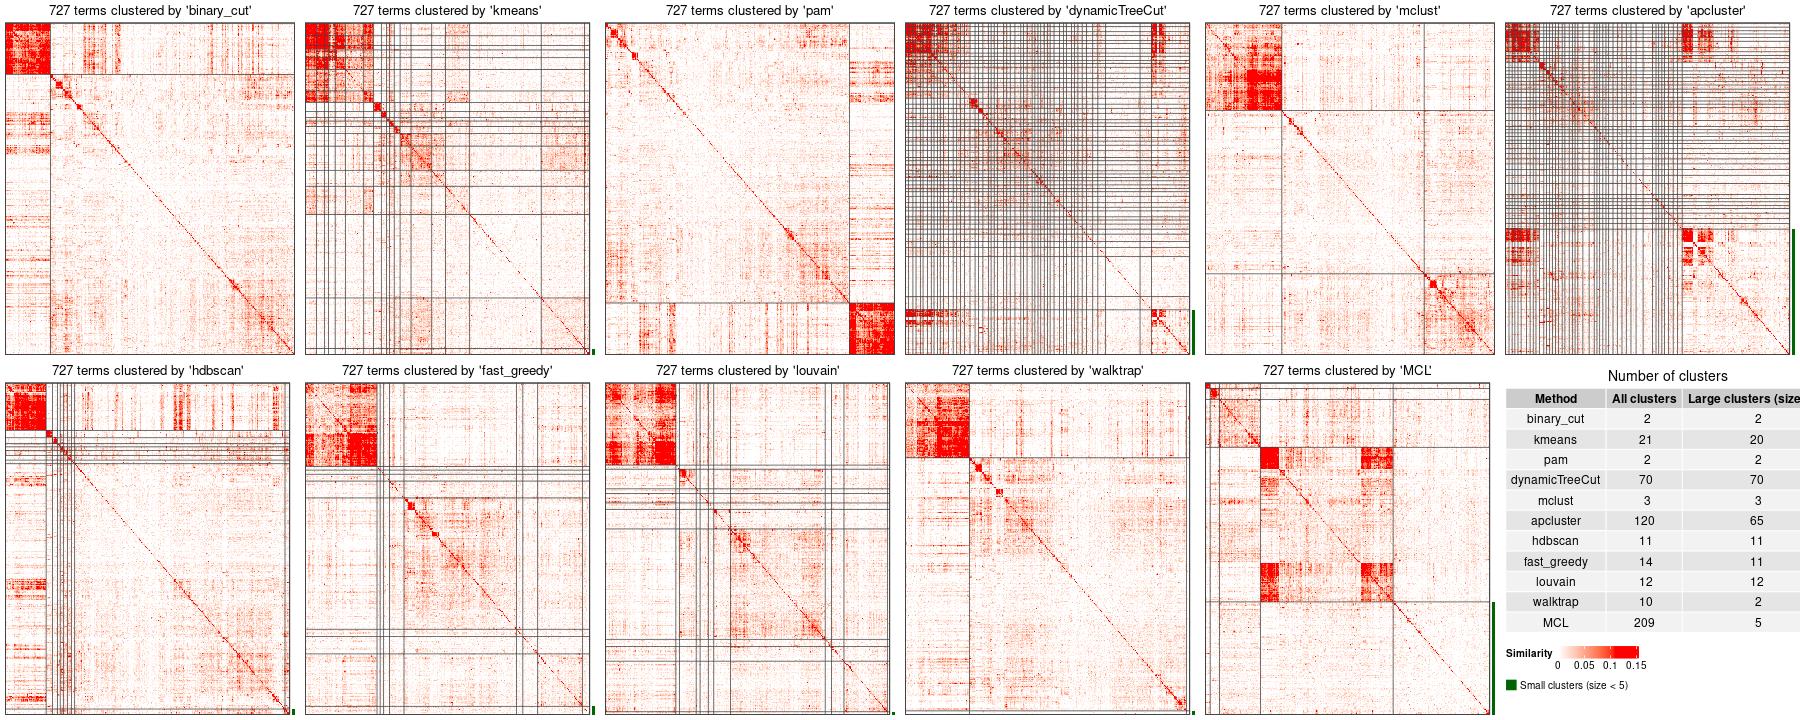 727 terms clustered by 'binary_cut'
727 terms clustered by 'kmeans'
727 terms clustered by 'pam'
727 terms clustered by 'dynamicTreeCut'
727 terms clustered by 'mclust'
727 terms clustered by 'apcluster'
727 terms clustered by 'hdbscan'
727 terms clustered by 'fast_greedy'
727 terms clustered by 'louvain'
727 terms clustered by 'walktrap'
727 terms clustered by 'MCL'
Number of clusters
Method All clusters Large clusters (size
binary_cut 2 2
kmeans 21 20
pam 2 2
dynamicTreeCut 70 70
mclust 3 3
apcluster 120 65
hdbscan 11 11
fast_greedy 14 11
louvain 12 12
walktrap 10 2
MCL 209 5
Similarity
0 0.05 0.1 0.15
Small clusters (size < 5)